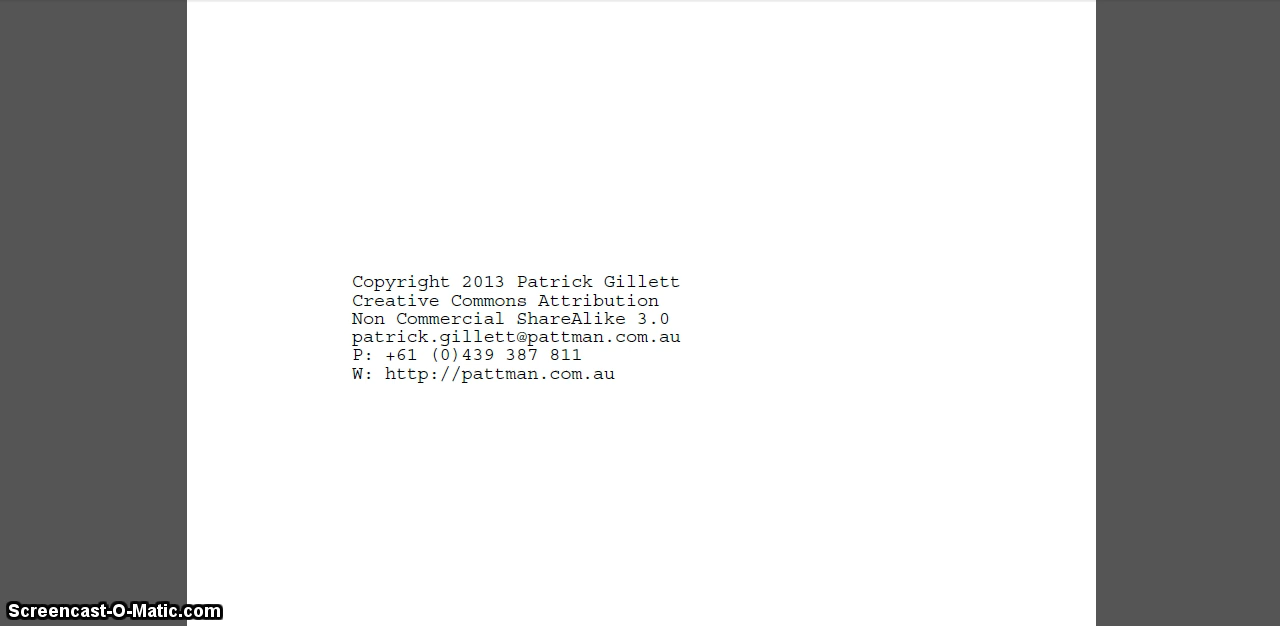 Copyright 2013 Patrick Gillett
Creative Commons Attribution
Non Commercial ShareAlike 3.0
patrick.gillett@pattman.com.au
P: +61 (0)439 387 811
W: http://pattman.com.au
Screencast-O-Matic.com